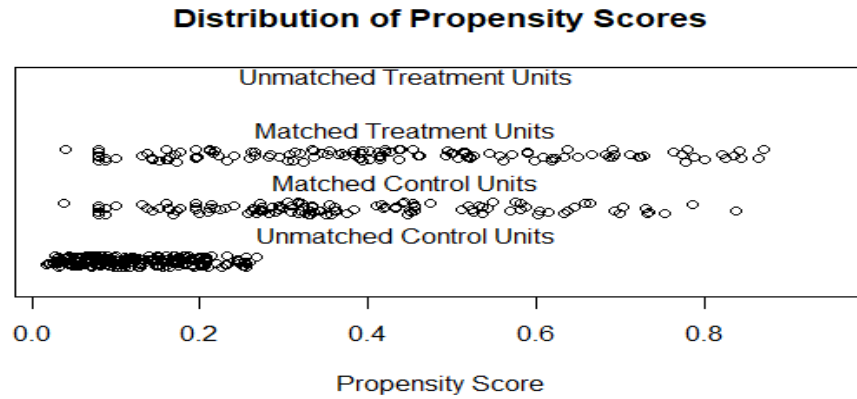 Distribution of Propensity Scores
Unmatched Treatment Units
Matched Treatment Units
Matched Control Units
Unmatched Control Units
0.0 0.2 0.4 0.6 0.8
Propensity Score